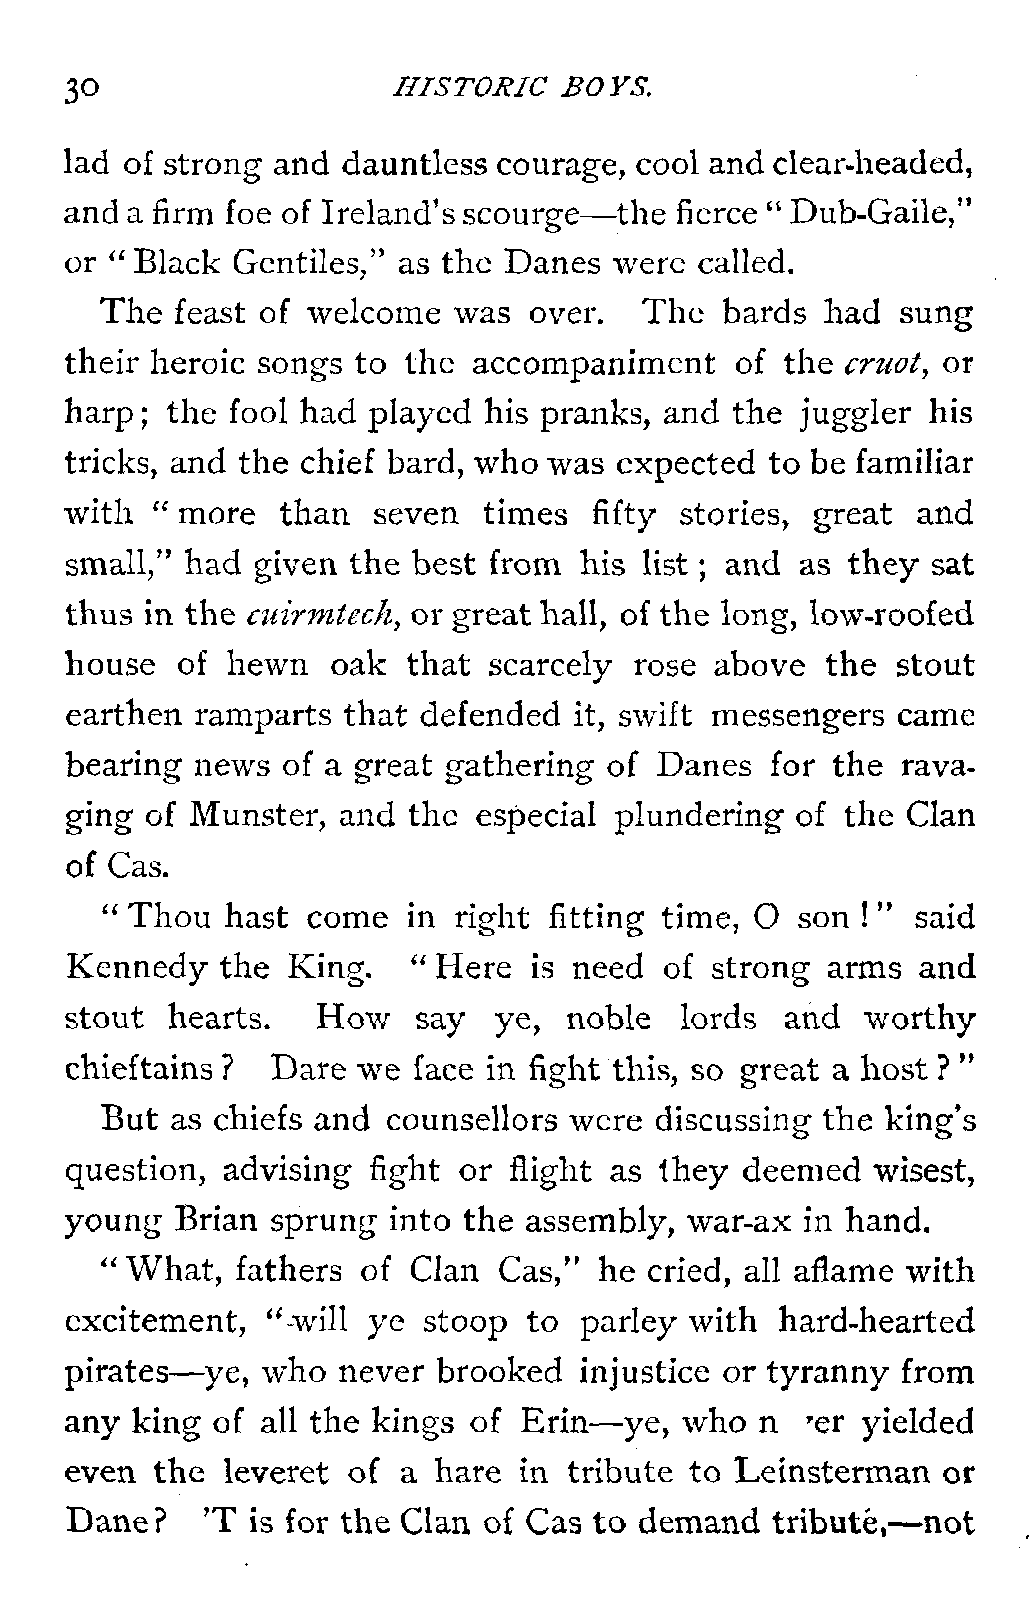 30 HISTORIC BOYS.
lad of strong and dauntless courage, cool and clear-headed,
and a firm foe of Ireland's scourge—the fierce "Dub-Gaile,"
or "Black Gentiles," as the Danes were called.
The feast of welcome was over. The bards had sung
their heroic songs to the accompaniment of the cruot, or
harp; the fool had played his pranks, and the juggler his
tricks, and the chief bard, who was expected to be familiar
with "more than seven times fifty stories, great and
small," had given the best from his list; and as they sat
thus in the cuirmtech, or great hall, of the long, low-roofed
house of hewn oak that scarcely rose above the stout
earthen ramparts that defended it, swift messengers came
bearing news of a great gathering of Danes for the rava-
ging of Munster, and the especial plundering of the Clan
of Cas.
"Thou hast come in right fitting time, O son!" said
Kennedy the King. "Here is need of strong arms and
stout hearts. How say ye, noble lords and worthy
chieftains? Dare we face in fight this, so great a host?"
But as chiefs and counsellors were discussing the king's
question, advising fight or flight as they deemed wisest,
young Brian sprung into the assembly, war-ax in hand.
"What, fathers of Clan Cas," he cried, all aflame with
excitement, "will ye stoop to parley with hard-hearted
pirates—ye, who never brooked injustice or tyranny from
any king of all the kings of Erin—ye, who n 'er yielded
even the leveret of a hare in tribute to Leinsterman or
Dane? 'T is for the Clan of Cas to demand tribute,—not